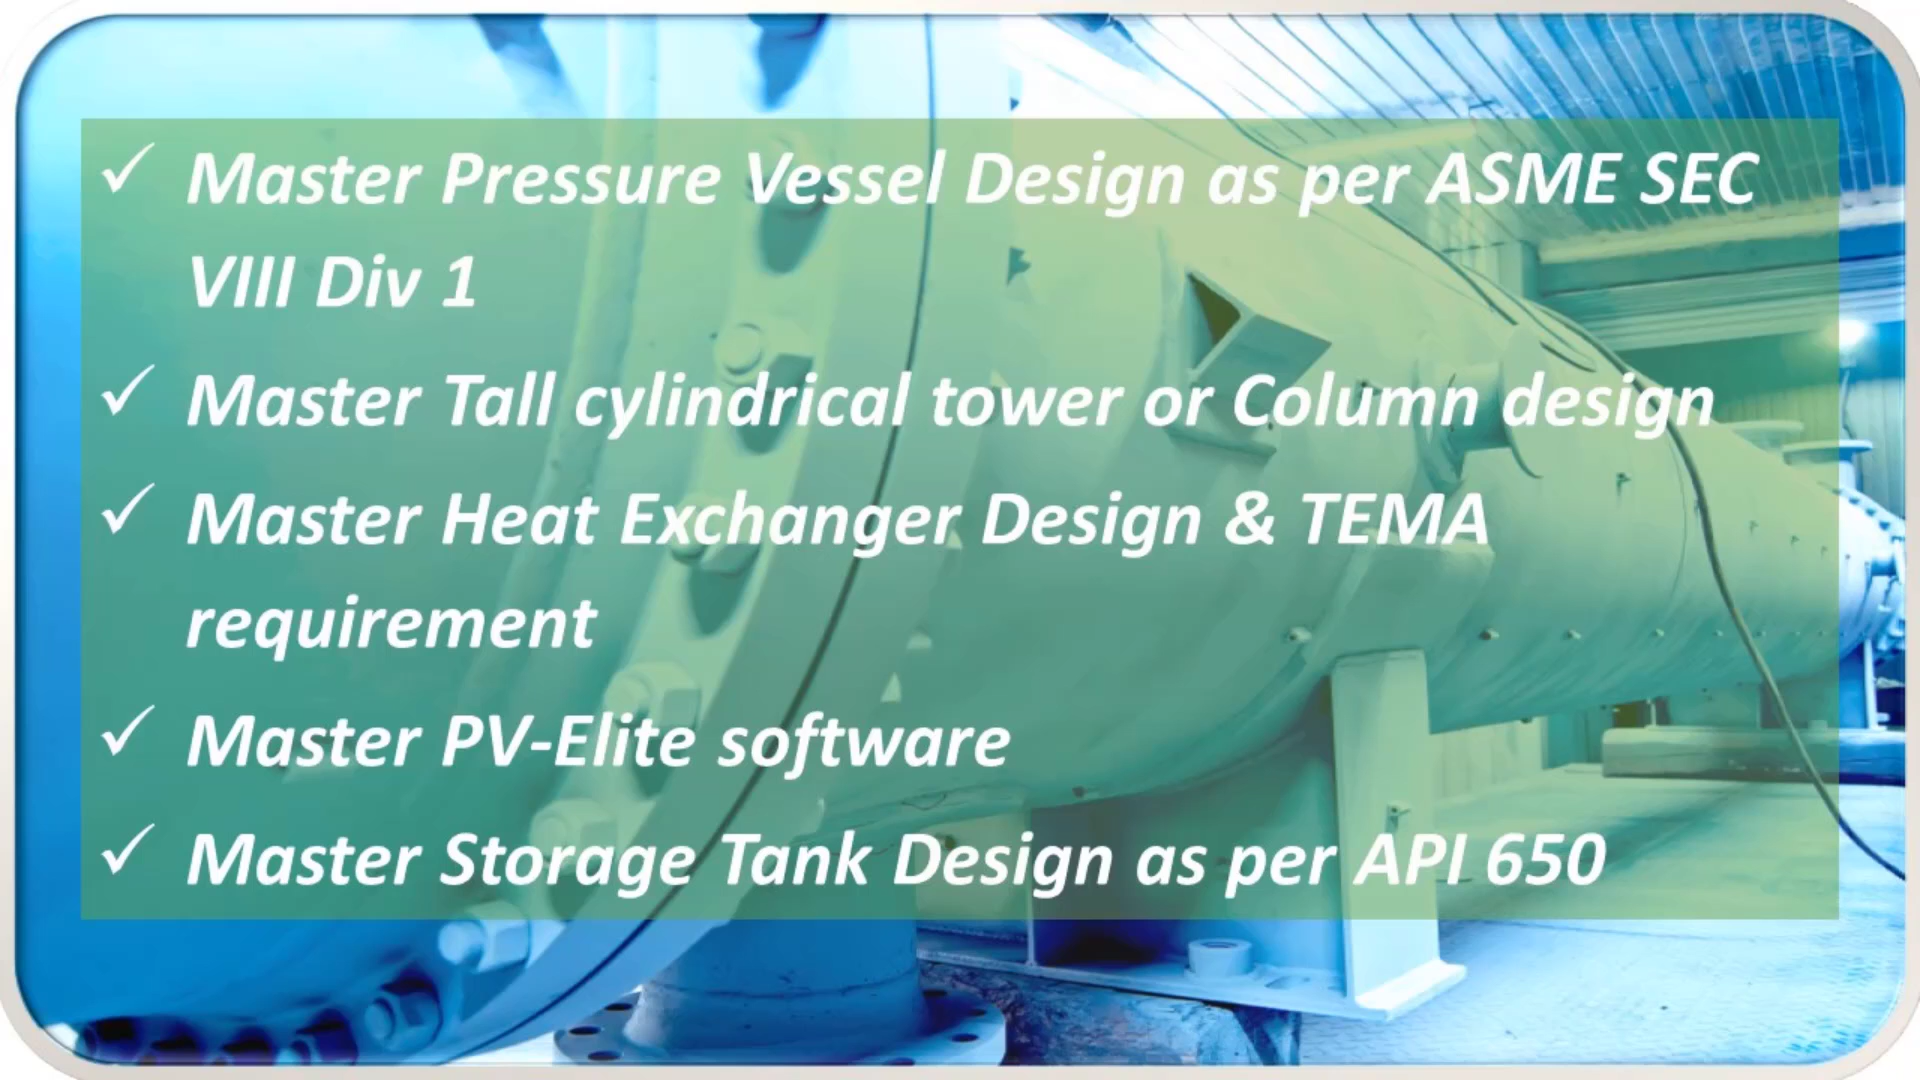 ✓ Master Pressure Vessel Design as per ASME SEC
VIII Div 1
✓ Master Tall cylindrical tower or Column design
✓ Master Heat Exchanger Design & TEMA
requirement
✓ Master PV-Elite software
✓ Master Storage Tank Design as per API 650